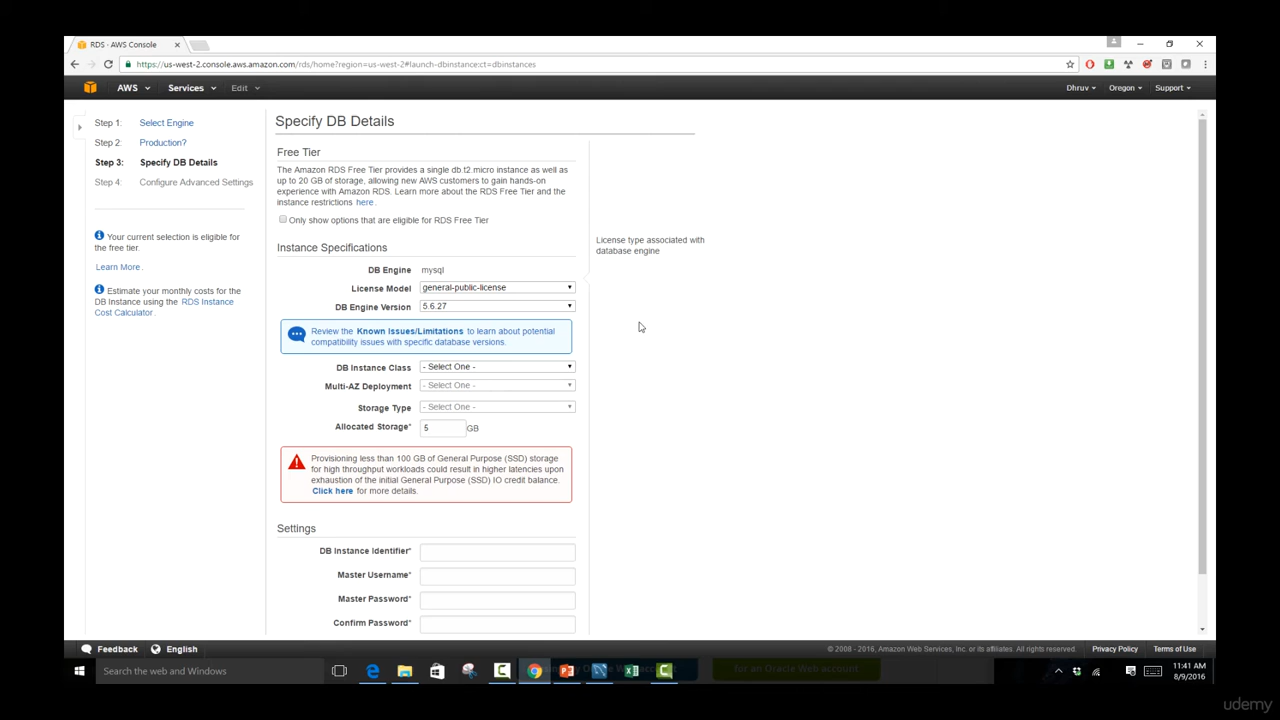 RDS · AWS Console
https://us-west-2.console.aws.amazon.com/rds/home?region=us-west-2#launch-dbinstance:ct=dbinstances
AWS Services Edit Dhruv Oregon Support
Step 1: Select Engine
Step 2: Production?
Step 3: Specify DB Details
Step 4: Configure Advanced Settings
Your current selection is eligible for
the free tier.
Learn More.
Estimate your monthly costs for the
DB Instance using the RDS Instance
Cost Calculator.
Specify DB Details
Free Tier
The Amazon RDS Free Tier provides a single db.t2.micro instance as well as
up to 20 GB of storage, allowing new AWS customers to gain hands-on
experience with Amazon RDS. Learn more about the RDS Free Tier and the
instance restrictions here.
Only show options that are eligible for RDS Free Tier
Instance Specifications
DB Engine mysql
License Model general-public-license
DB Engine Version 5.6.27
License type associated with
database engine
Review the Known Issues/Limitations to learn about potential
compatibility issues with specific database versions.
DB Instance Class - Select One -
Multi-AZ Deployment - Select One -
Storage Type - Select One -
Allocated Storage* 5 GB
Provisioning less than 100 GB of General Purpose (SSD) storage
for high throughput workloads could result in higher latencies upon
exhaustion of the initial General Purpose (SSD) IO credit balance.
Click here for more details.
Settings
DB Instance Identifier*
Master Username*
Master Password*
Confirm Password*
Feedback English © 2008 - 2016, Amazon Web Services, Inc. or its affiliates. All rights reserved. Privacy Policy Terms of Use
Search the web and Windows
for an Oracle Web account
11:41 AM
8/9/2016
udemy